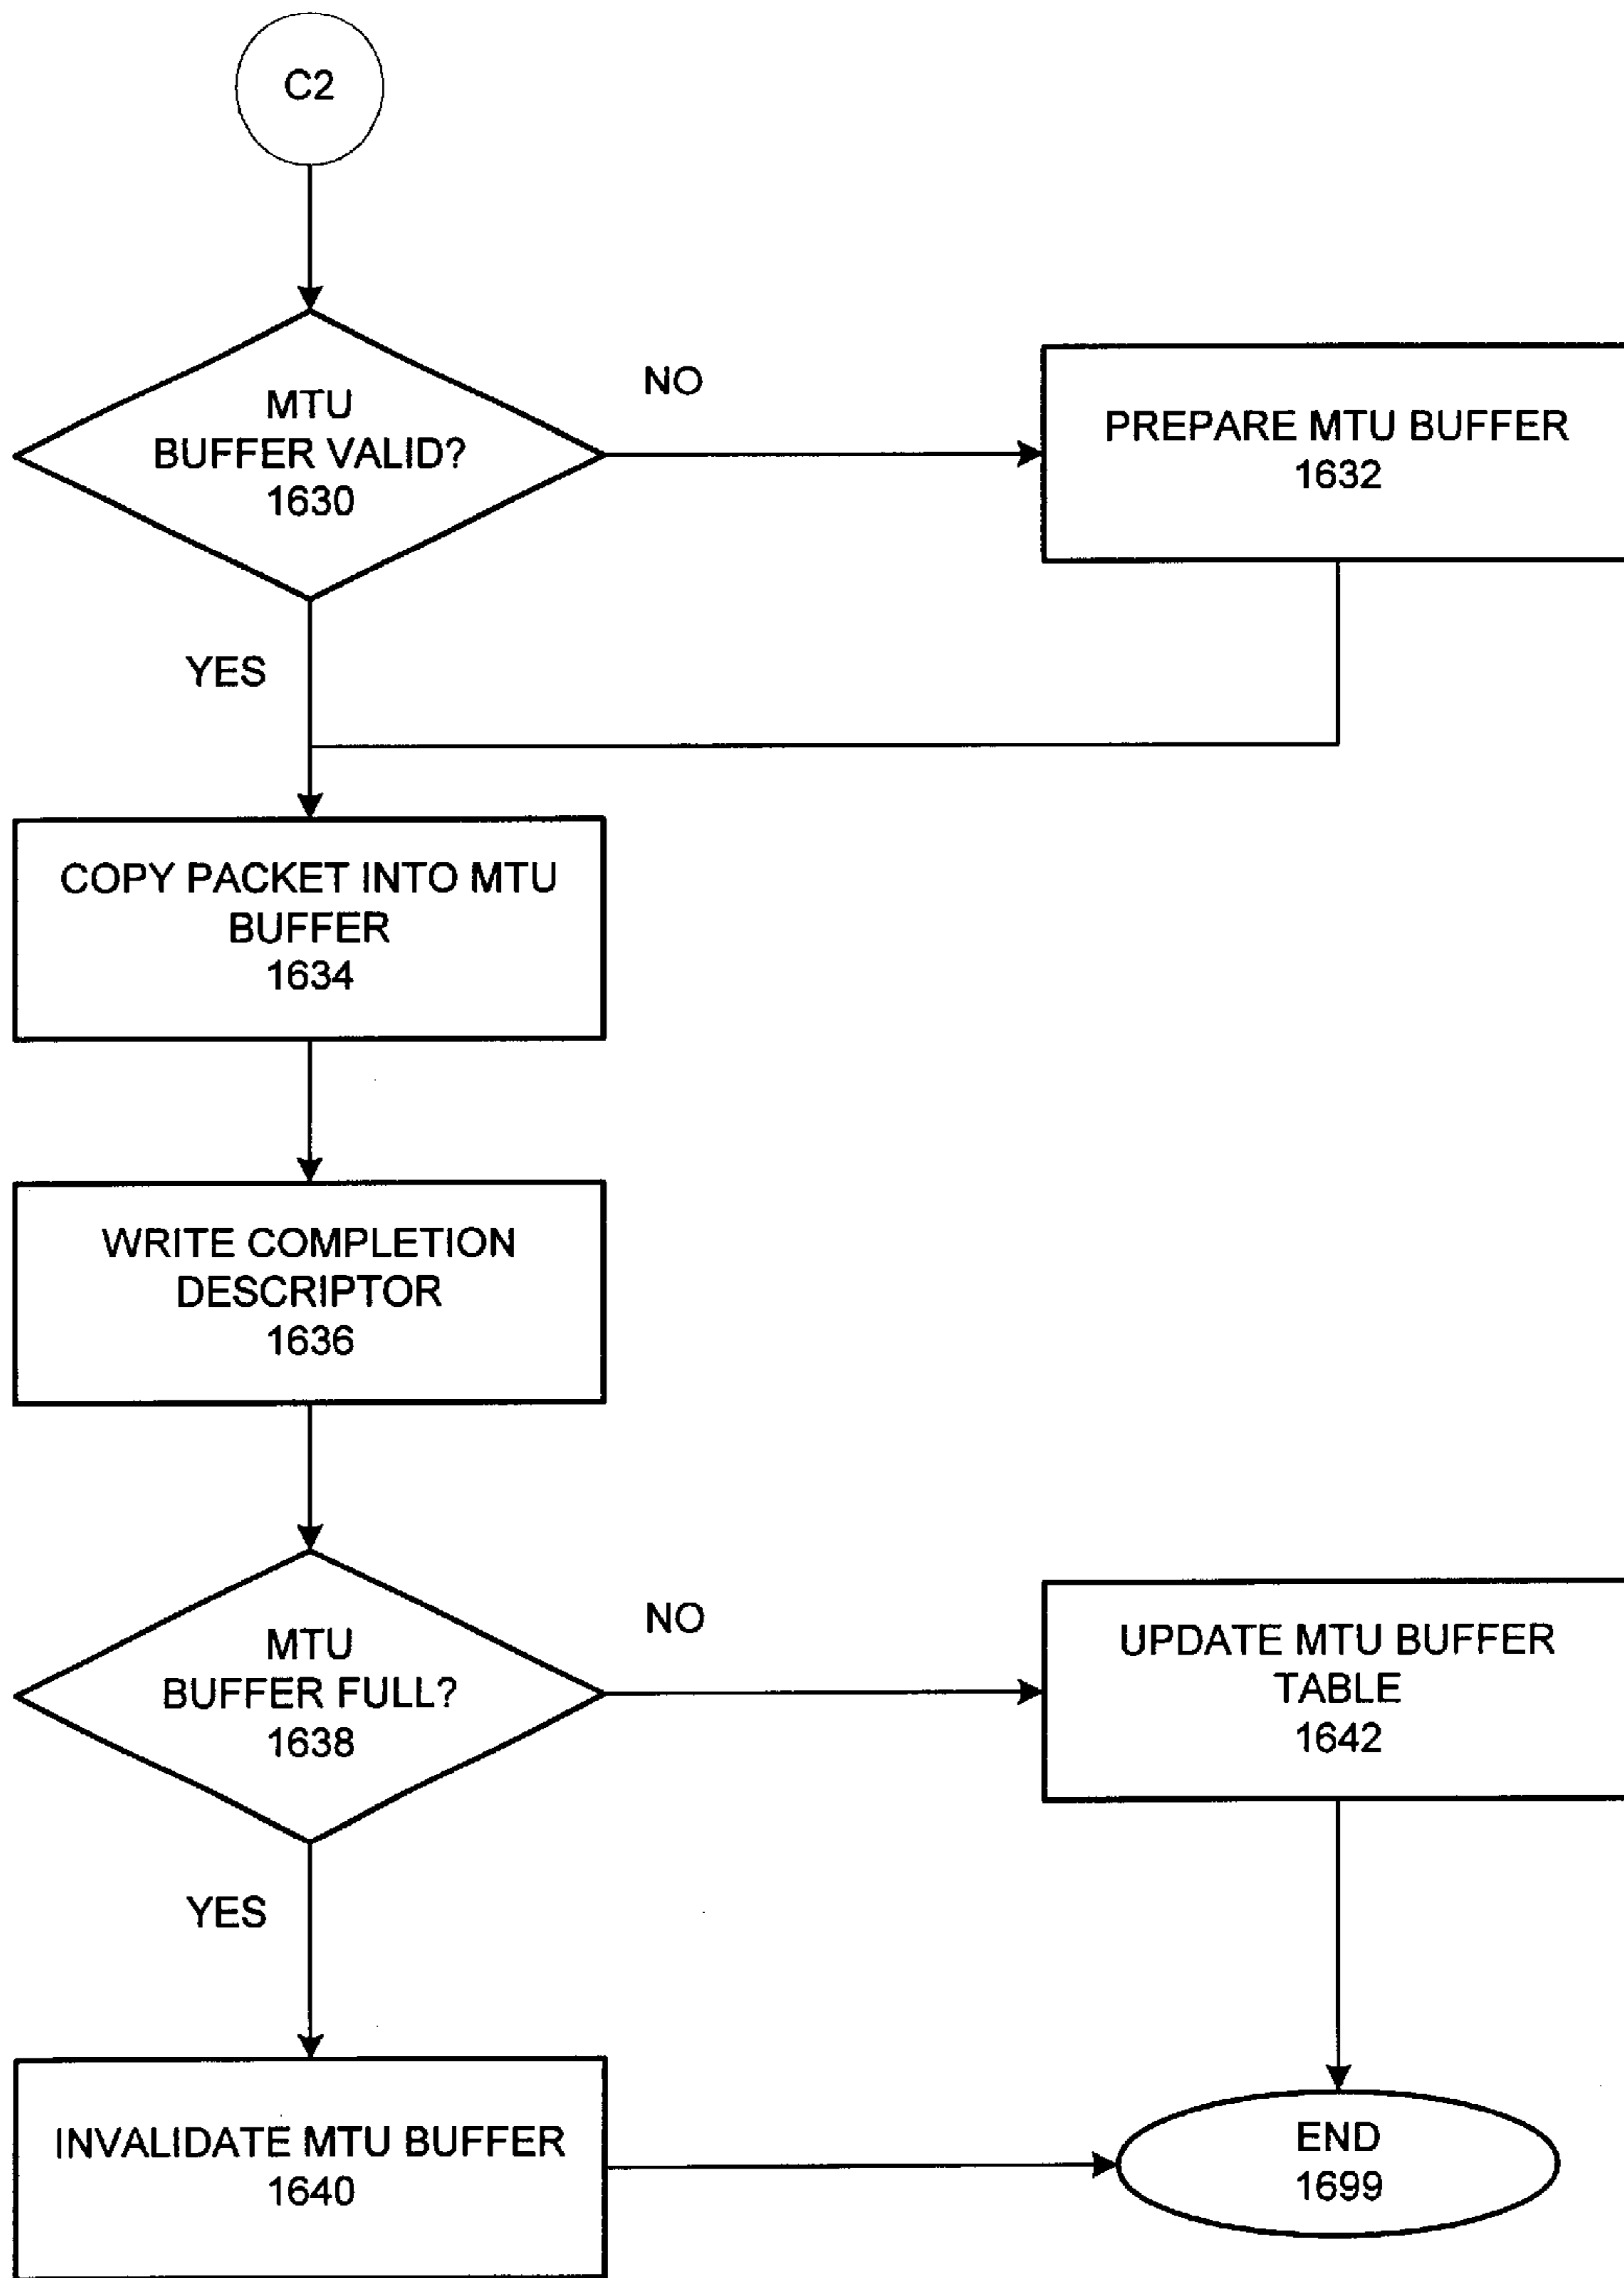 C2
MTU
BUFFER VALID?
1630
NO
PREPARE MTU BUFFER
1632
YES
COPY PACKET INTO MTU
BUFFER
1634
WRITE COMPLETION
DESCRIPTOR
1636
MTU
BUFFER FULL?
1638
NO
UPDATE MTU BUFFER
TABLE
1642
YES
INVALIDATE MTU BUFFER
1640
END
1699